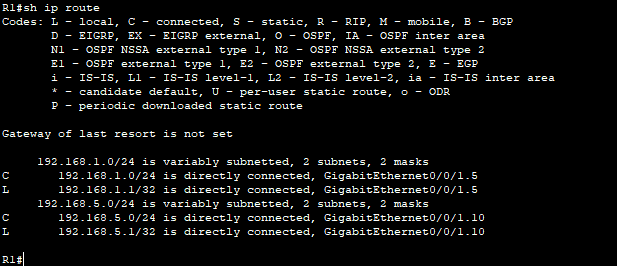 R1#sh ip route
Codes: L - local, C - connected, S - static, R - RIP, M - mobile, B - BGP
D - EIGRP, EX - EIGRP external, O - OSPF, IA - OSPF inter area
N1 - OSPF NSSA external type 1, N2 - OSPF NSSA external type 2
E1 - OSPF external type 1, E2 - OSPF external type 2, E - EGP
i - IS-IS, L1 - IS-IS level-1, L2 - IS-IS level-2, ia - IS-IS inter area
* - candidate default, U - per-user static route, o - ODR
P - periodic downloaded static route
Gateway of last resort is not set
192.168.1.0/24 is variably subnetted, 2 subnets, 2 masks
C 192.168.1.0/24 is directly connected, GigabitEthernet0/0/1.5
L 192.168.1.1/32 is directly connected, GigabitEthernet0/0/1.5
192.168.5.0/24 is variably subnetted, 2 subnets, 2 masks
C 192.168.5.0/24 is directly connected, GigabitEthernet0/0/1.10
L 192.168.5.1/32 is directly connected, GigabitEthernet0/0/1.10
R1#